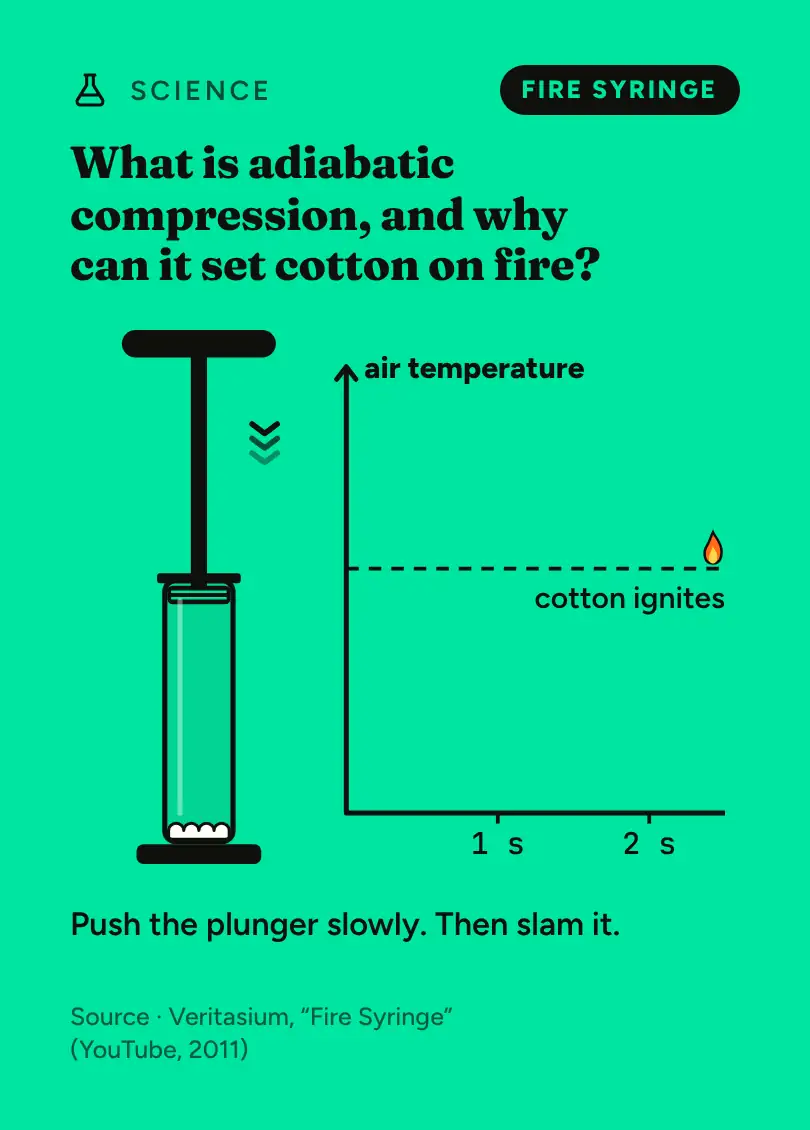 SCIENCE
FIRE SYRINGE
What is adiabatic
compression, and why
can it set cotton on fire?
air temperature
cotton ignites
1 s
2 s
Push the plunger slowly. Then slam it.
Source · Veritasium, “Fire Syringe”
(YouTube, 2011)